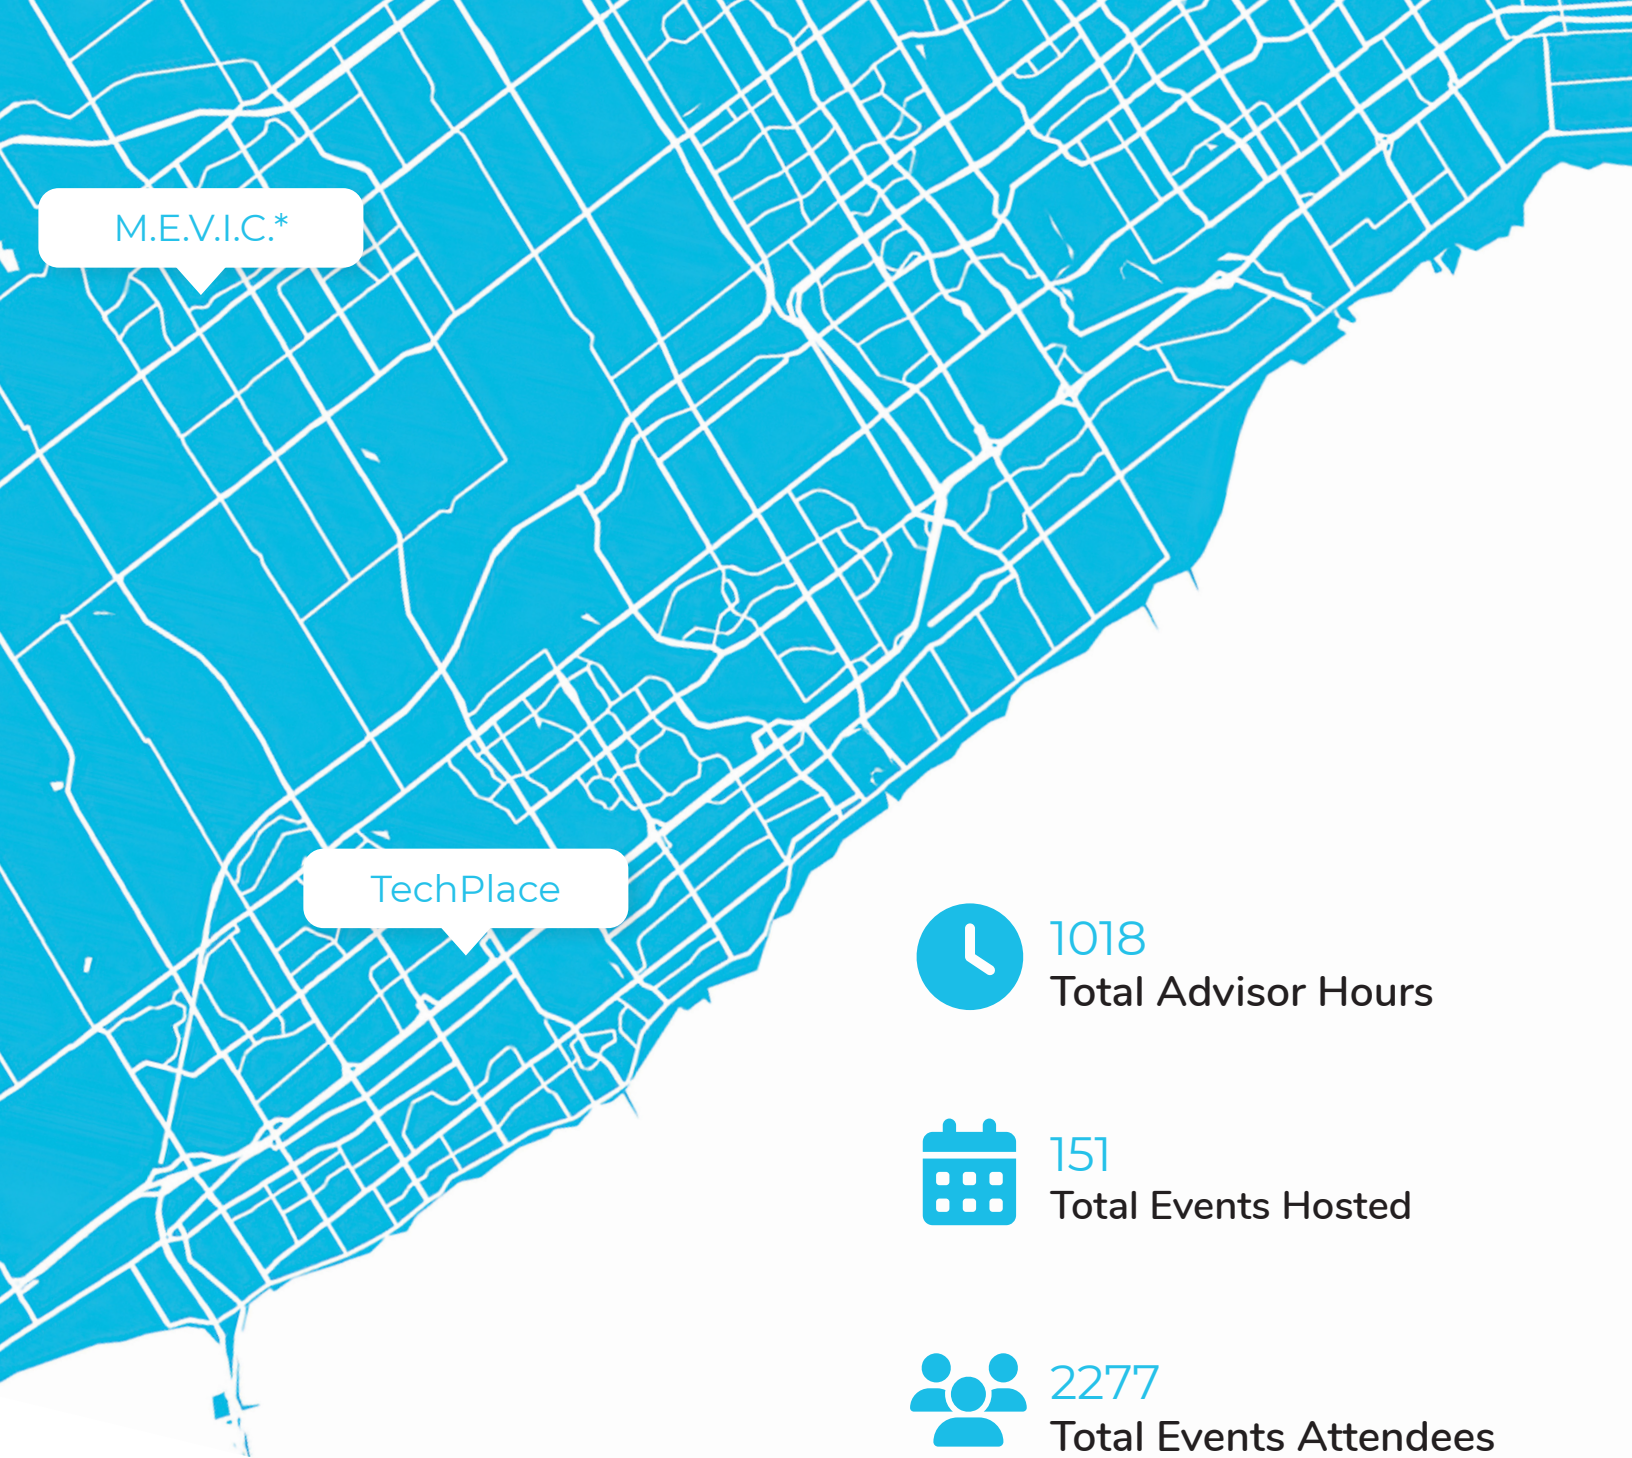 M.E.V.I.C.*
TechPlace
1018
Total Advisor Hours
151
Total Events Hosted
2277
Total Events Attendees